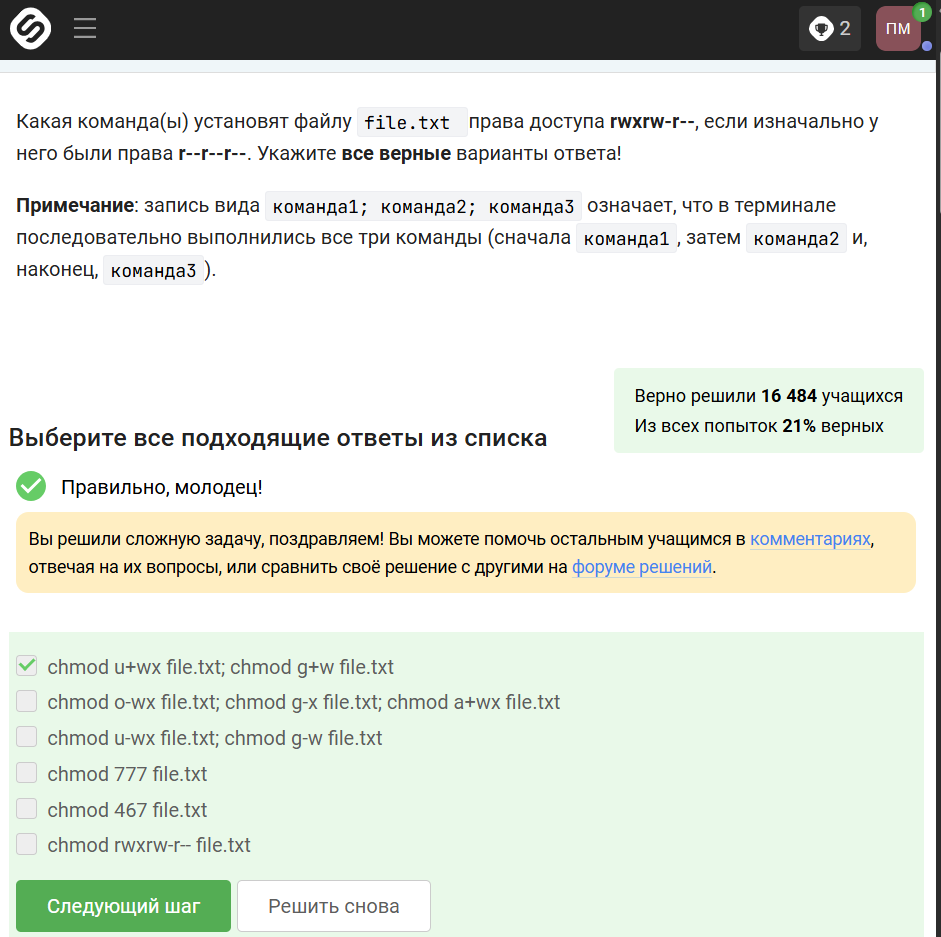 2
ПМ
1
Какая команда(ы) установят файлу file.txt права доступа rwxrw-r--, если изначально у
него были права r--r--r--. Укажите все верные варианты ответа!
Примечание: запись вида команда1; команда2; команда3 означает, что в терминале
последовательно выполнились все три команды (сначала команда1, затем команда2 и,
наконец, команда3).
Верно решили 16 484 учащихся
Из всех попыток 21% верных
Выберите все подходящие ответы из списка
Правильно, молодец!
Вы решили сложную задачу, поздравляем! Вы можете помочь остальным учащимся в комментариях,
отвечая на их вопросы, или сравнить своё решение с другими на форуме решений.
chmod u+wx file.txt; chmod g+w file.txt
chmod o-wx file.txt; chmod g-x file.txt; chmod a+wx file.txt
chmod u-wx file.txt; chmod g-w file.txt
chmod 777 file.txt
chmod 467 file.txt
chmod rwxrw-r-- file.txt
Следующий шаг
Решить снова